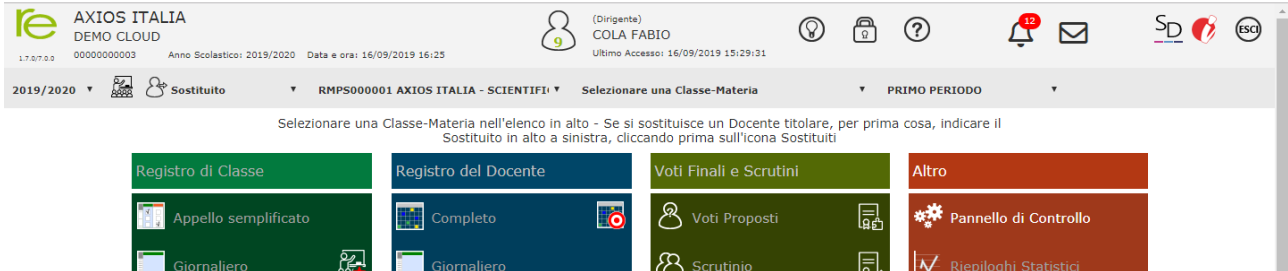 re
1.7.0/7.0.0
AXIOS ITALIA
DEMO CLOUD
00000000003 Anno Scolastico: 2019/2020 Data e ora: 16/09/2019 16:25
9
(Dirigente)
COLA FABIO
Ultimo Accesso: 16/09/2019 15:29:31
?
12
SD
ESCI
2019/2020 Sostituito RMPS000001 AXIOS ITALIA - SCIENTIFI Selezionare una Classe-Materia PRIMO PERIODO
Selezionare una Classe-Materia nell'elenco in alto - Se si sostituisce un Docente titolare, per prima cosa, indicare il
Sostituito in alto a sinistra, cliccando prima sull'icona Sostituiti
Registro di Classe
Appello semplificato
Giornaliero
Registro del Docente
Completo
Giornaliero
Voti Finali e Scrutini
Voti Proposti
Scrutinio
Altro
Pannello di Controllo
Riepiloghi Statistici